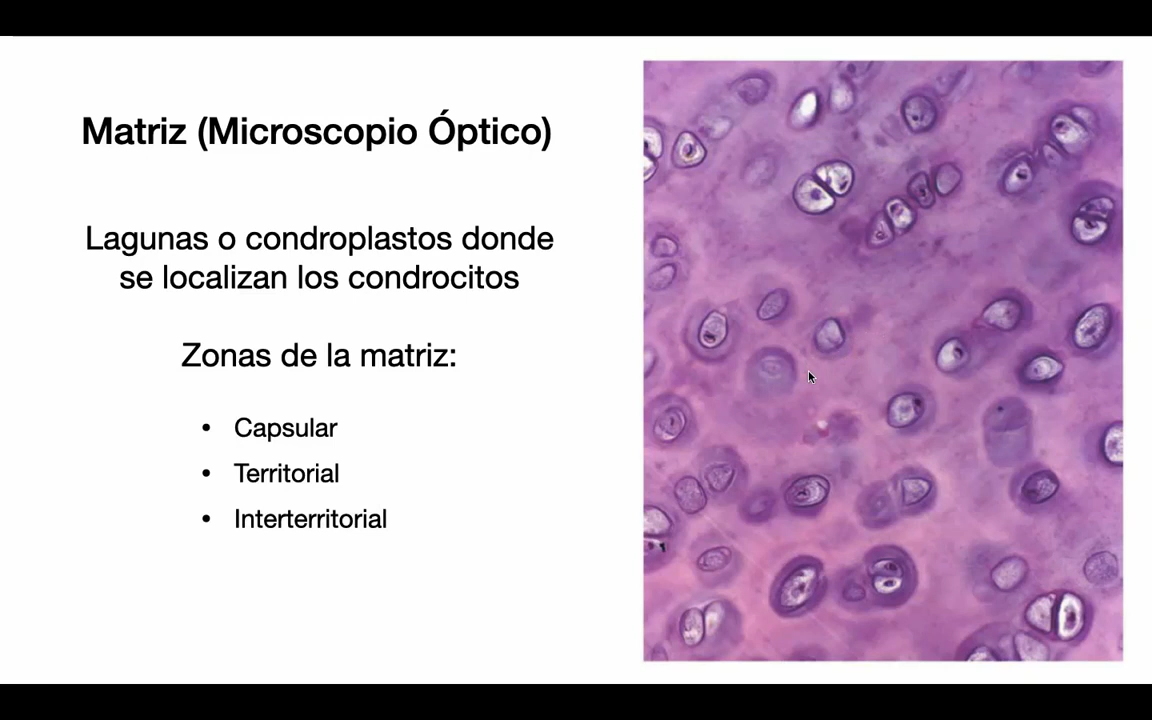 Matriz (Microscopio Óptico)
Lagunas o condroplastos donde
se localizan los condrocitos
Zonas de la matriz:
• Capsular
• Territorial
• Interterritorial